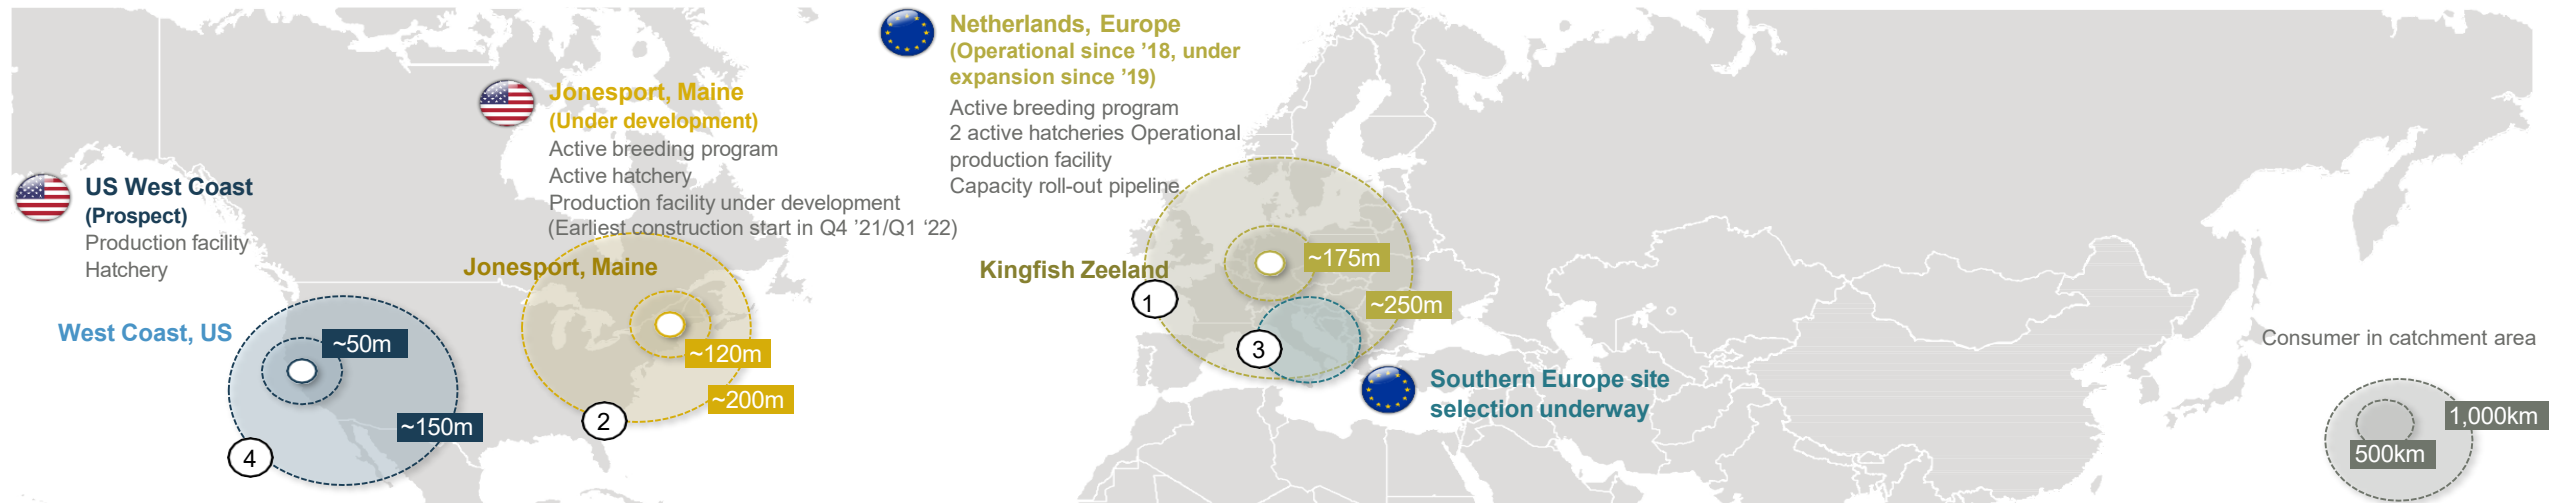 Netherlands, Europe
(Operational since ’18, under
expansion since ’19)
Active breeding program
2 active hatcheries Operational
production facility
Capacity roll-out pipeline
Jonesport, Maine
(Under development)
Active breeding program
Active hatchery
Production facility under development
(Earliest construction start in Q4 ’21/Q1 ‘22)
US West Coast
(Prospect)
Production facility
Hatchery
West Coast, US
~50m
~150m
4
Jonesport, Maine
~120m
~200m
2
Kingfish Zeeland
1
~175m
~250m
3
Southern Europe site
selection underway
Consumer in catchment area
1,000km
500km